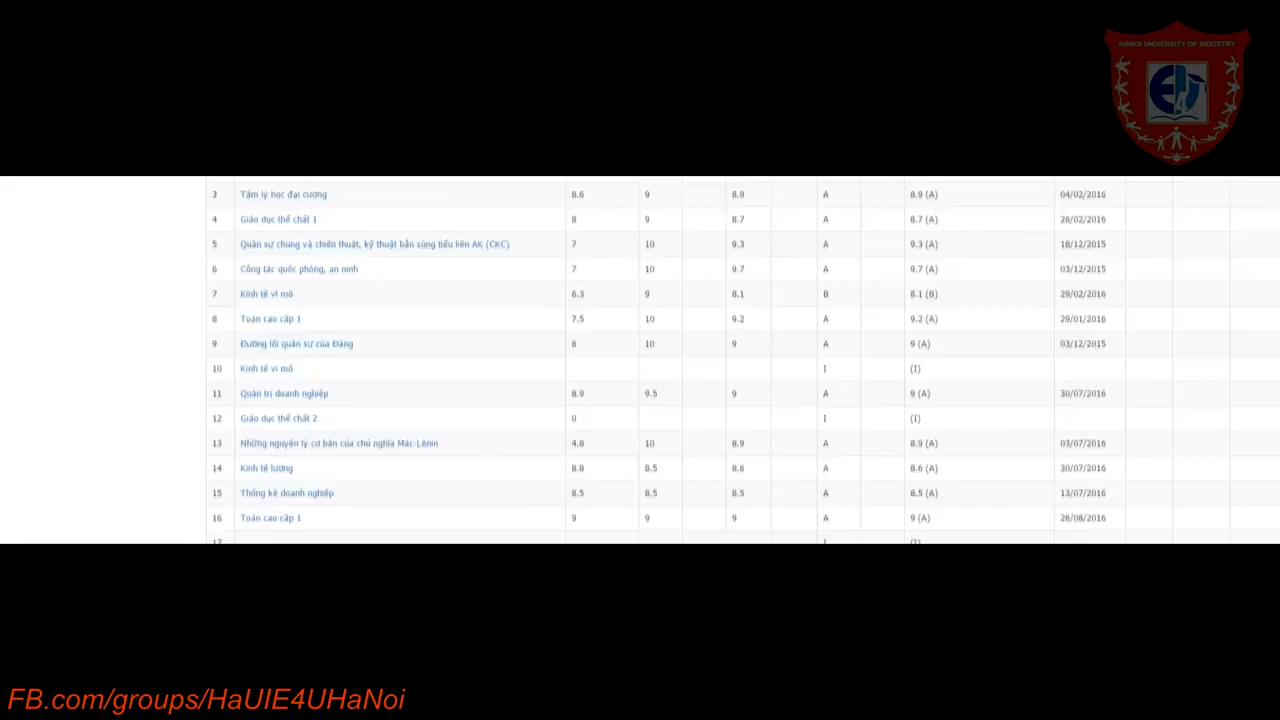 HANOI UNIVERSITY OF INDUSTRY
3 Tâm lý học đại cương 8.6 9 8.9 A 8.9 (A) 04/02/2016
4 Giáo dục thể chất 1 8 9 8.7 A 8.7 (A) 26/02/2016
5 Quân sự chung và chiến thuật, kỹ thuật bắn súng tiểu liên AK (CKC) 7 10 9.3 A 9.3 (A) 18/12/2015
6 Công tác quốc phòng, an ninh 7 10 9.7 A 9.7 (A) 03/12/2015
7 Kinh tế vĩ mô 6.3 9 8.1 B 8.1 (B) 29/02/2016
8 Toán cao cấp 1 7.5 10 9.2 A 9.2 (A) 29/01/2016
9 Đường lối quân sự của Đảng 6 10 9 A 9 (A) 03/12/2015
10 Kinh tế vi mô I (I)
11 Quản trị doanh nghiệp 8.9 9.5 9 A 9 (A) 30/07/2016
12 Giáo dục thể chất 2 0 I (I)
13 Những nguyên lý cơ bản của chủ nghĩa Mác-Lênin 4.8 10 8.9 A 8.9 (A) 03/07/2016
14 Kinh tế lượng 8.8 8.5 8.6 A 8.6 (A) 30/07/2016
15 Thống kê doanh nghiệp 8.5 8.5 8.5 A 8.5 (A) 13/07/2016
16 Toán cao cấp 1 9 9 9 A 9 (A) 26/08/2016
17 I (I)
FB.com/groups/HaUIE4UHaNoi